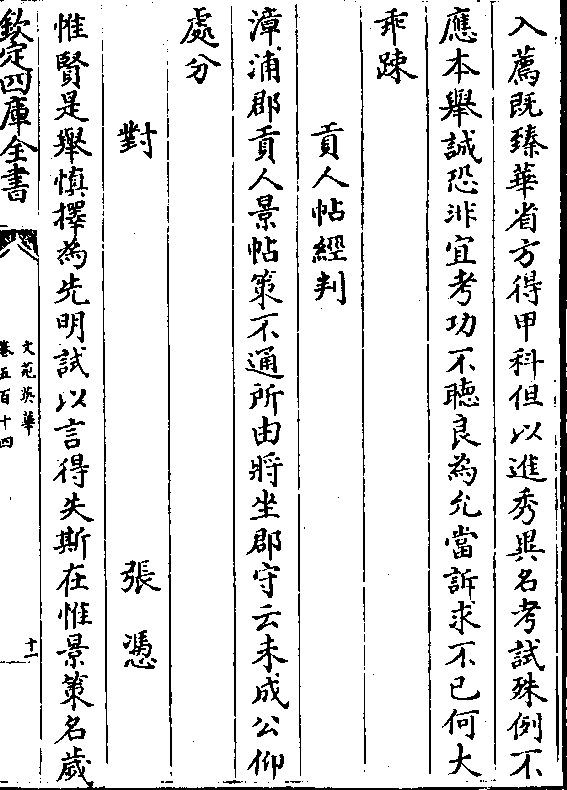 入薦既臻華省方得甲科但以進秀異名考試殊例不
應本舉誠恐非宜考功不聴良為允當訴求不已何大
乖踈
貢人帖經判
漳浦郡貢人景帖策不通所由將坐郡守云未成公仰
處分
對 張憑
惟賢是舉慎擇為先明試以言得失斯在惟景策名歲
欽定四庫全書
文苑英華
卷五百十四
十一